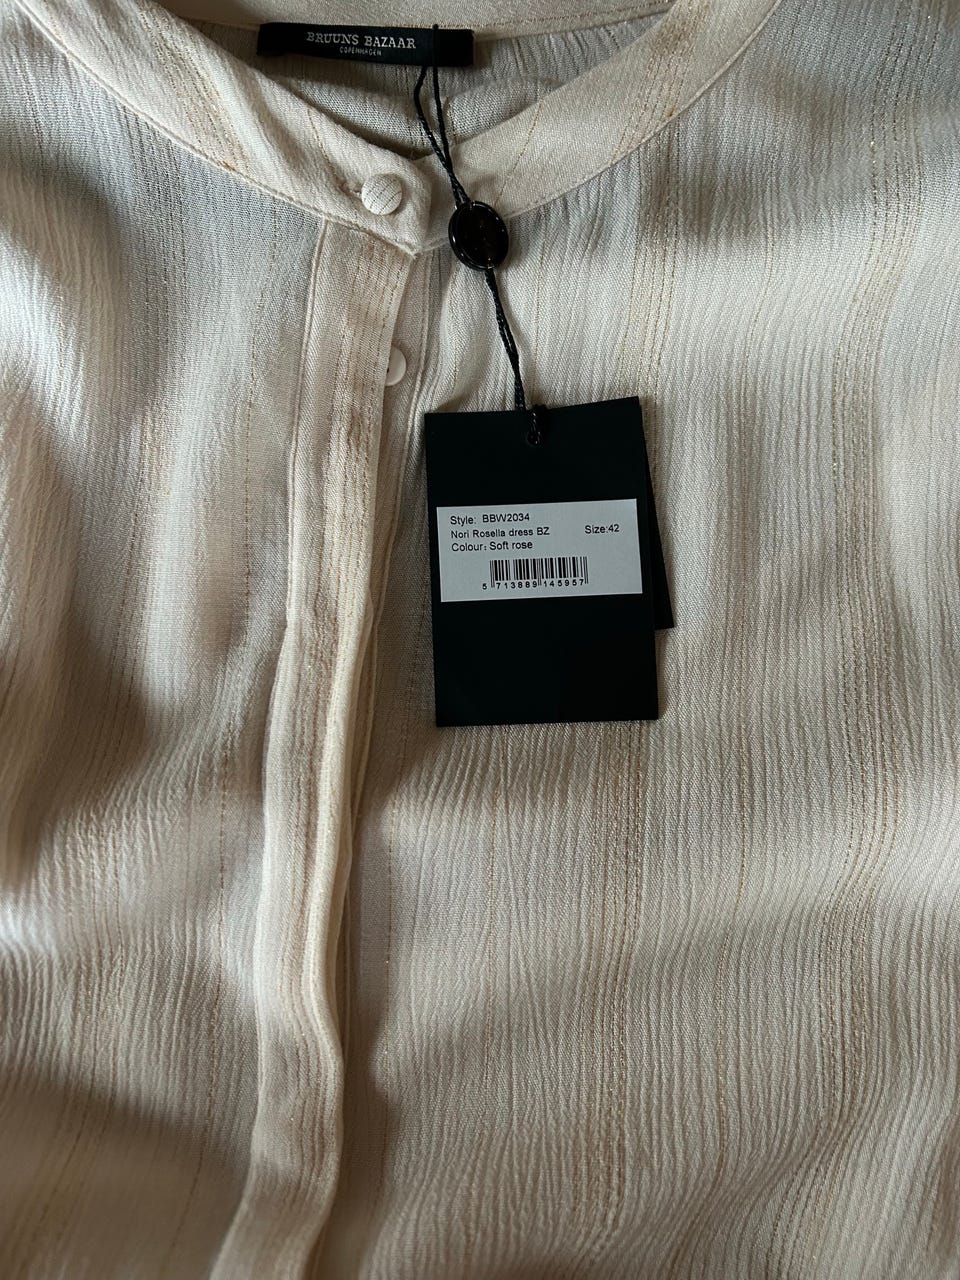 BRUUNS BAZAAR
COPENHAGEN
Style: BBW2034
Nori Rosella dress BZ
Size:42
Colour: Soft rose
5 713889 145957